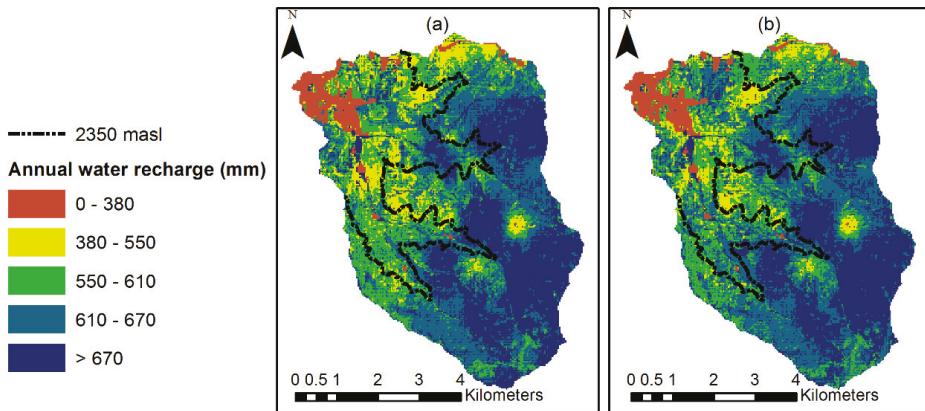 2350 masl
Annual water recharge (mm)
0 - 380
380 - 550
550 - 610
610 - 670
> 670
N
(a)
0 0.5 1 2 3 4
Kilometers
N
(b)
0 0.5 1 2 3 4
Kilometers